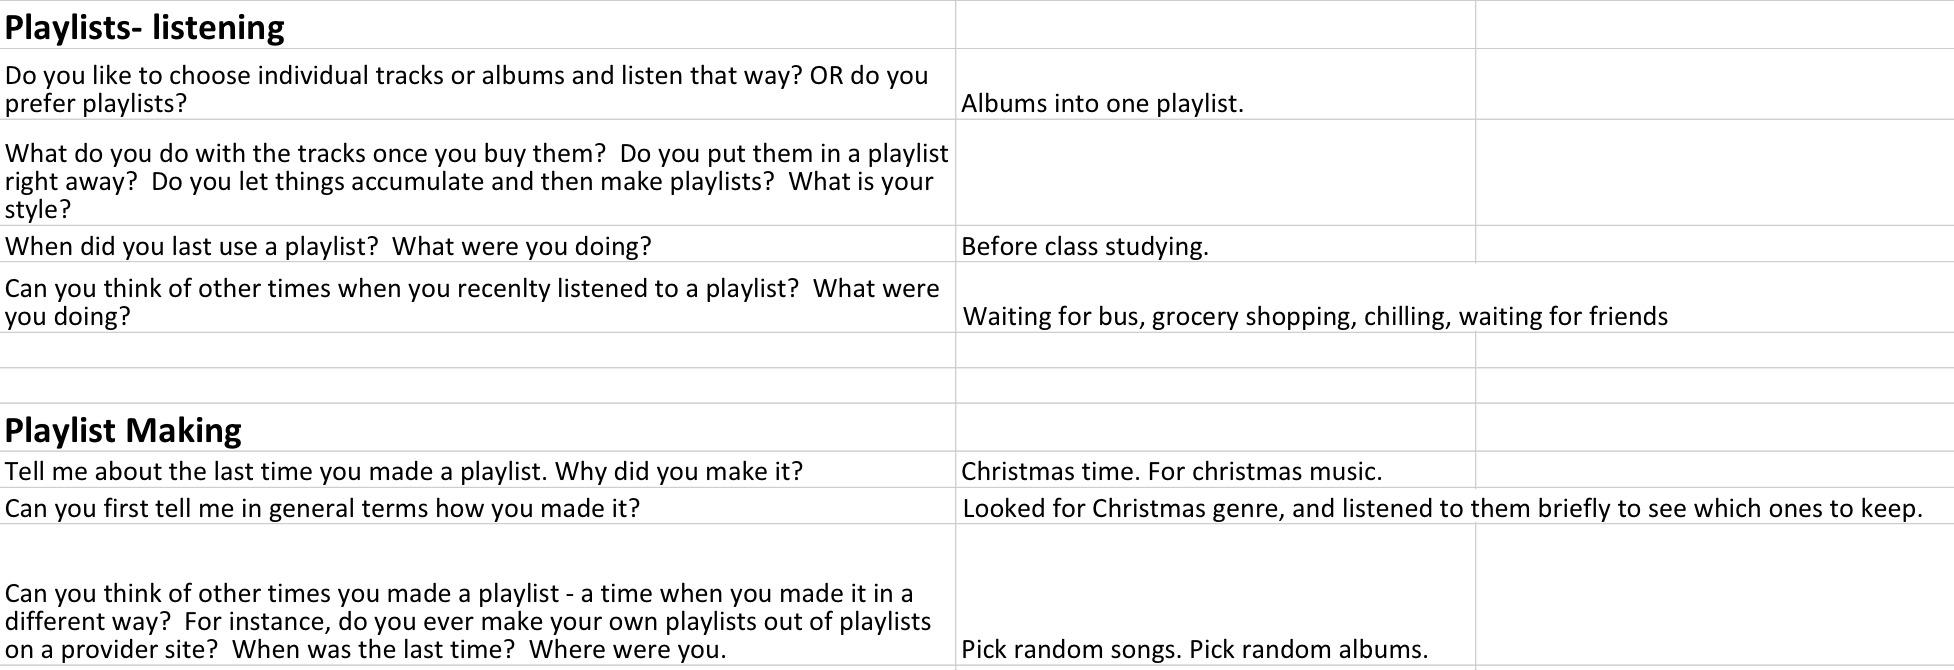 Playlists- listening
Do you like to choose individual tracks or albums and listen that way? OR do you
prefer playlists?
Albums into one playlist.
What do you do with the tracks once you buy them?  Do you put them in a playlist
right away?  Do you let things accumulate and then make playlists?  What is your
style?
When did you last use a playlist?  What were you doing?
Before class studying.
Can you think of other times when you recenlty listened to a playlist?  What were
you doing?
Waiting for bus, grocery shopping, chilling, waiting for friends
Playlist Making
Tell me about the last time you made a playlist. Why did you make it?
Christmas time. For christmas music.
Can you first tell me in general terms how you made it?
Looked for Christmas genre, and listened to them briefly to see which ones to keep.
Can you think of other times you made a playlist - a time when you made it in a
different way?  For instance, do you ever make your own playlists out of playlists
on a provider site?  When was the last time?  Where were you.
Pick random songs. Pick random albums.